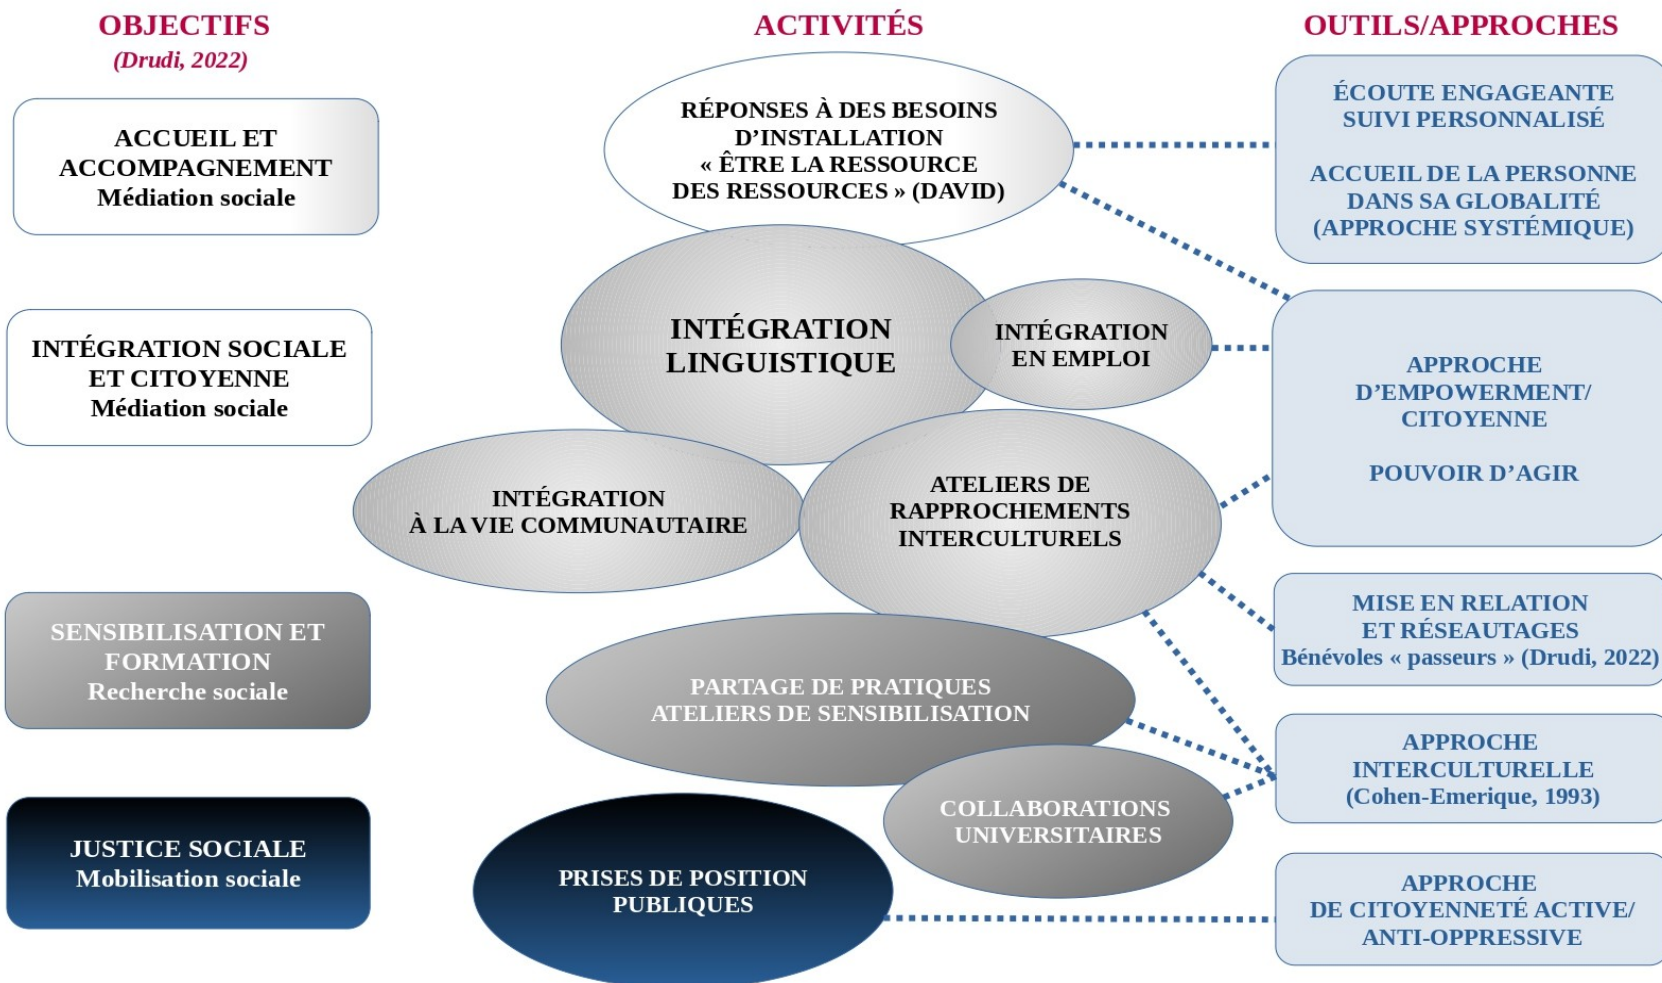 OBJECTIFS
(Drudi, 2022)
ACCUEIL ET
ACCOMPAGNEMENT
Médiation sociale
INTÉGRATION SOCIALE
ET CITOYENNE
Médiation sociale
SENSIBILISATION ET
FORMATION
Recherche sociale
JUSTICE SOCIALE
Mobilisation sociale
ACTIVITÉS
RÉPONSES À DES BESOINS
D’INSTALLATION
« ÊTRE LA RESSOURCE
DES RESSOURCES » (DAVID)
INTÉGRATION
LINGUISTIQUE
INTÉGRATION
EN EMPLOI
INTÉGRATION
À LA VIE COMMUNAUTAIRE
ATELIERS DE
RAPPROCHEMENTS
INTERCULTURELS
PARTAGE DE PRATIQUES
ATELIERS DE SENSIBILISATION
COLLABORATIONS
UNIVERSITAIRES
PRISES DE POSITION
PUBLIQUES
OUTILS/APPROCHES
ÉCOUTE ENGAGEANTE
SUIVI PERSONNALISÉ
ACCUEIL DE LA PERSONNE
DANS SA GLOBALITÉ
(APPROCHE SYSTÉMIQUE)
APPROCHE
D’EMPOWERMENT/
CITOYENNE
POUVOIR D’AGIR
MISE EN RELATION
ET RÉSEAUTAGES
Bénévoles « passeurs » (Drudi, 2022)
APPROCHE
INTERCULTURELLE
(Cohen-Emerique, 1993)
APPROCHE
DE CITOYENNETÉ ACTIVE/
ANTI-OPPRESSIVE